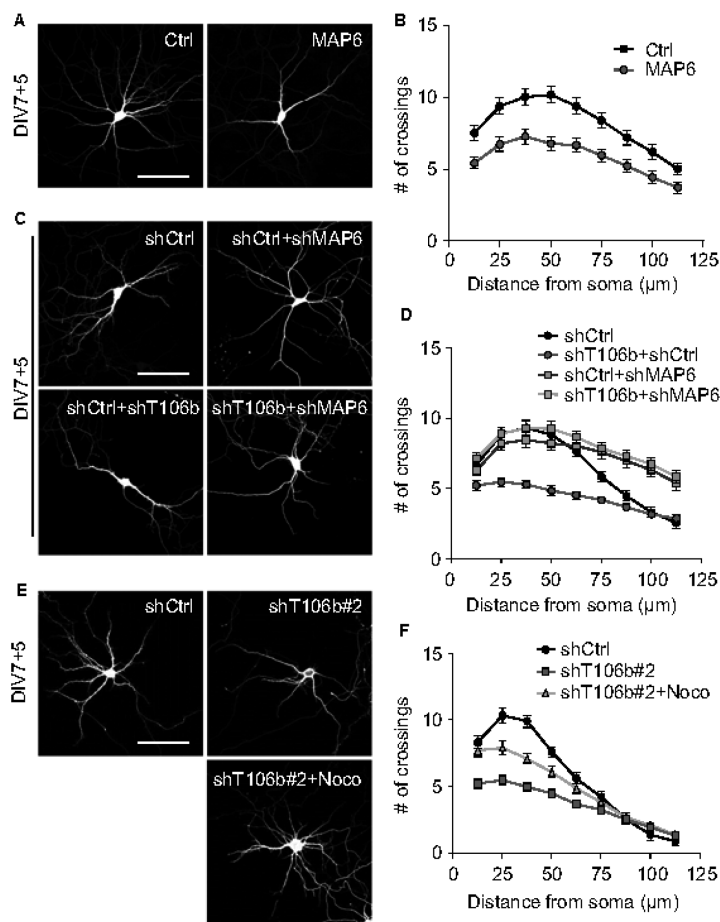 A
DIV7+5
Ctrl
MAP6
B
# of crossings
15
10
5
0
Ctrl
MAP6
0 25 50 75 100 125
Distance from soma (µm)
C
DIV7+5
shCtrl
shCtrl+shMAP6
shCtrl+shT106b
shT106b+shMAP6
D
shCtrl
shT106b+shCtrl
shCtrl+shMAP6
shT106b+shMAP6
# of crossings
15
10
5
0
0 25 50 75 100 125
Distance from soma (µm)
E
DIV7+5
shCtrl
shT106b#2
shT106b#2+Noco
F
shCtrl
shT106b#2
shT106b#2+Noco
# of crossings
15
10
5
0
0 25 50 75 100 125
Distance from soma (µm)